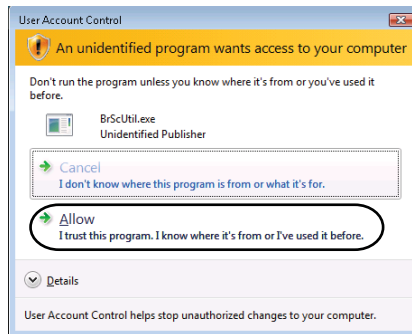 User Account Control
An unidentified program wants access to your computer
Don't run the program unless you know where it's from or you've used it
before.
BrScUtil.exe
Unidentified Publisher
Cancel
I don't know where this program is from or what it's for.
Allow
I trust this program. I know where it's from or I've used it before.
Details
User Account Control helps stop unauthorized changes to your computer.